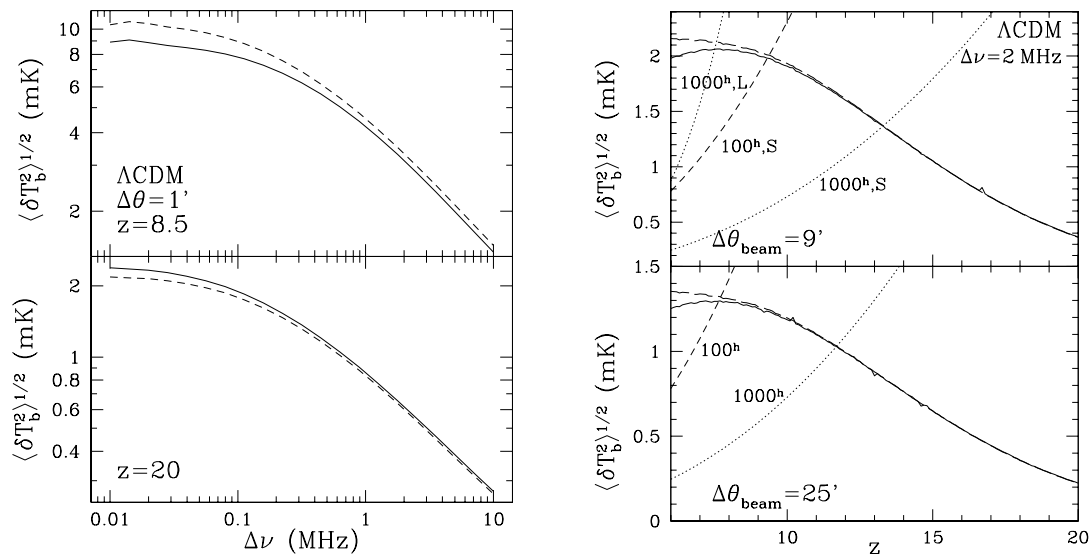 ⟨δT_b^2⟩^1/2 (mK)
10
8
6
4
2
ΛCDM
Δθ=1'
z=8.5
⟨δT_b^2⟩^1/2 (mK)
2
1
0.8
0.6
0.4
z=20
0.01
0.1
1
10
Δν (MHz)
⟨δT_b^2⟩^1/2 (mK)
2
1.5
1
0.5
ΛCDM
Δν=2 MHz
1000^h,L
100^h,S
1000^h,S
Δθ_beam=9'
⟨δT_b^2⟩^1/2 (mK)
1.5
1
0.5
0
100^h
1000^h
Δθ_beam=25'
10
15
20
z